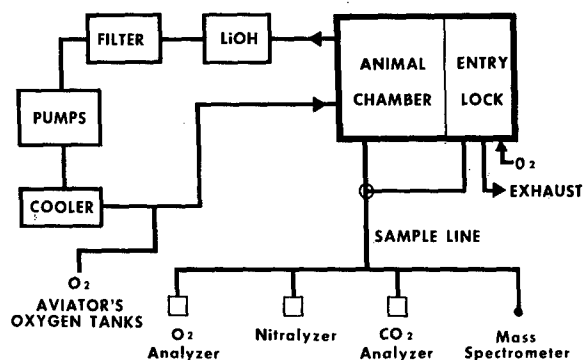 FILTER
LiOH
ANIMAL
CHAMBER
ENTRY
LOCK
PUMPS
COOLER
O2
EXHAUST
SAMPLE LINE
O2
AVIATOR'S
OXYGEN TANKS
O2
Analyzer
Nitralyzer
CO2
Analyzer
Mass
Spectrometer